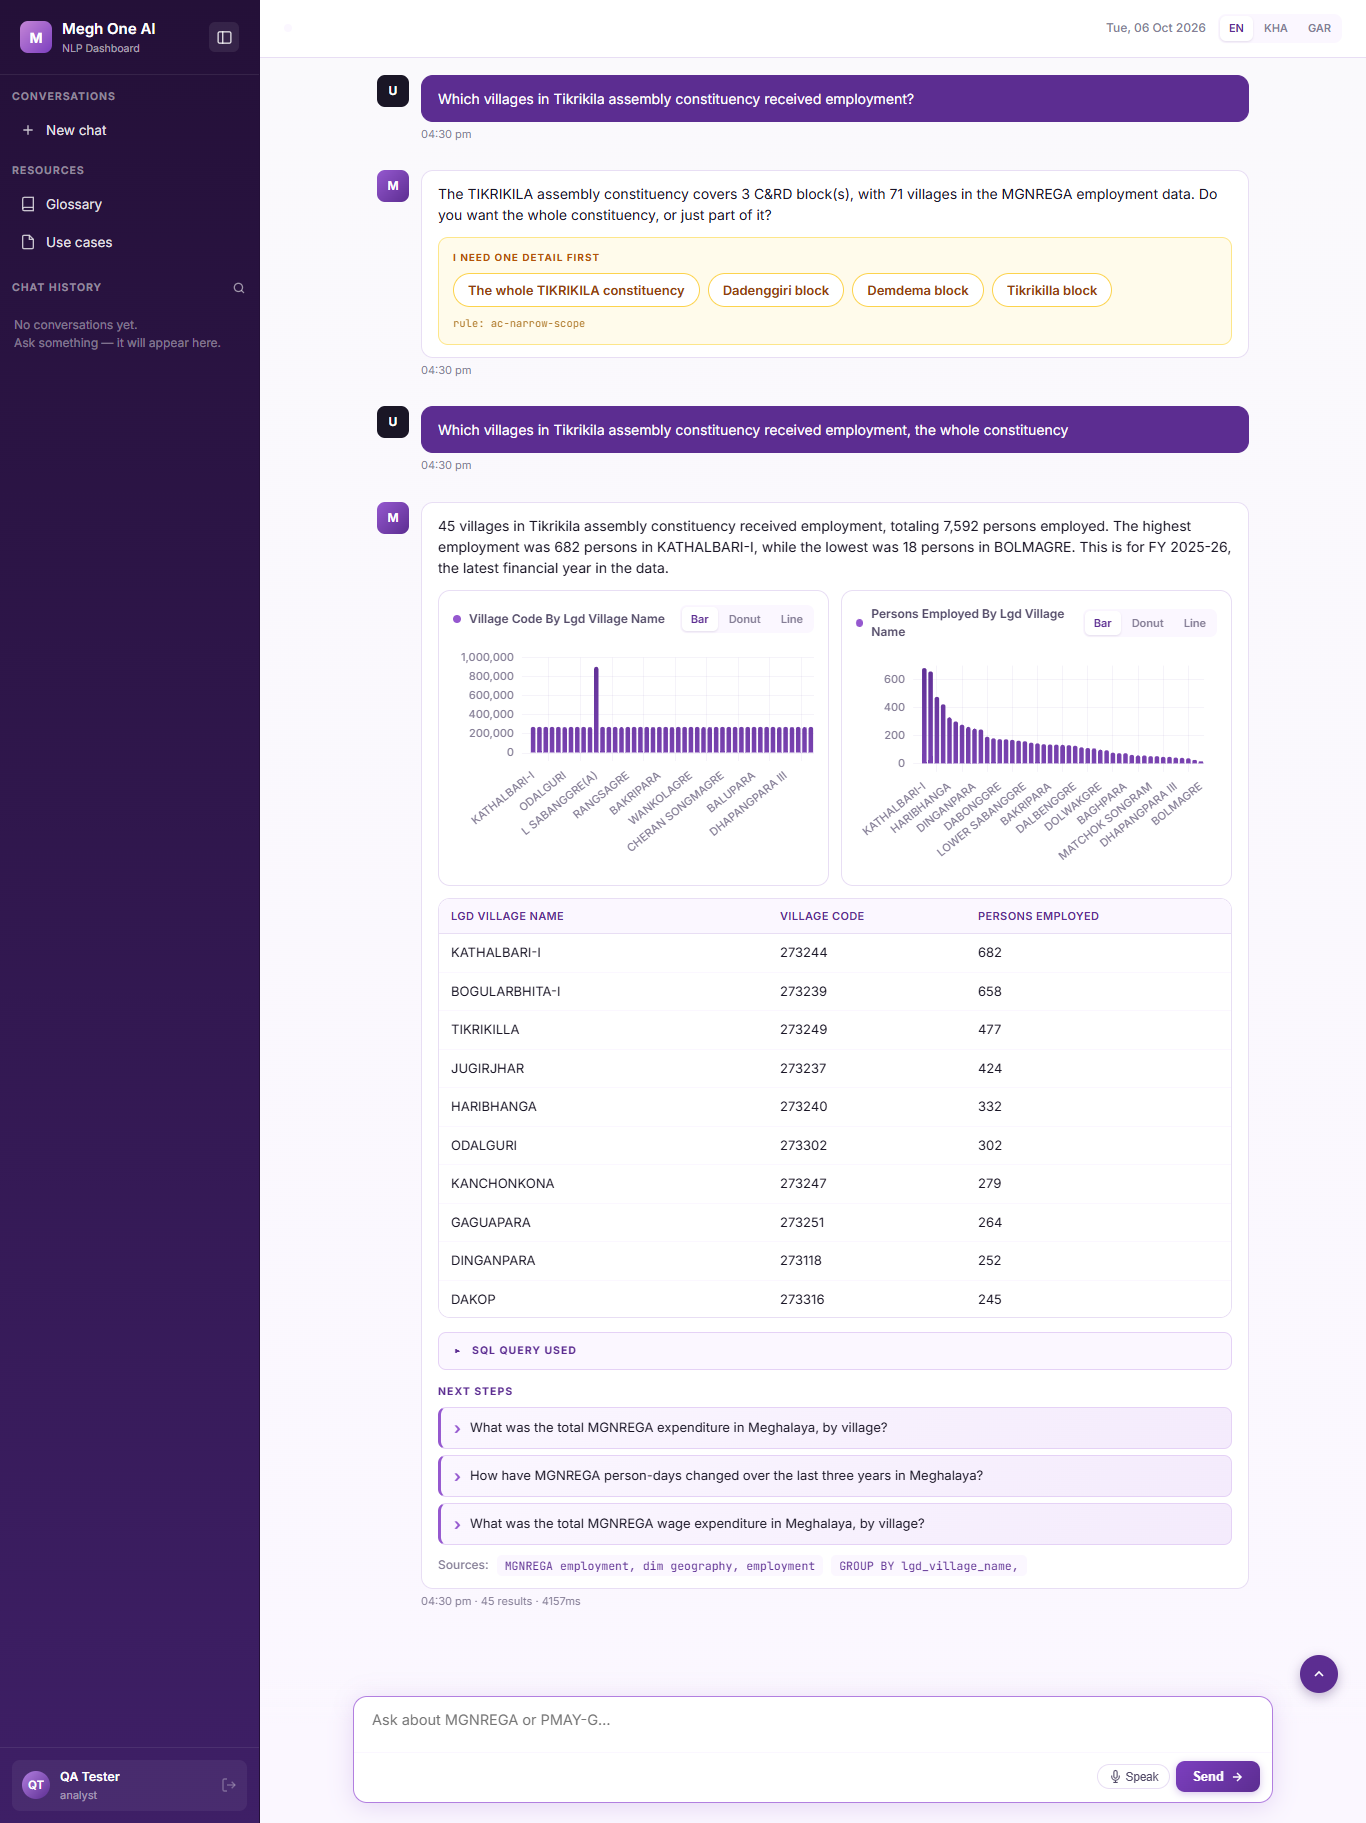 M
Megh One AI
NLP Dashboard
CONVERSATIONS
+ New chat
RESOURCES
Glossary
Use cases
CHAT HISTORY
No conversations yet.
Ask something — it will appear here.
QT
QA Tester
analyst
Tue, 06 Oct 2026
EN KHA GAR
U
Which villages in Tikrikila assembly constituency received employment?
04:30 pm
M
The TIKRIKILA assembly constituency covers 3 C&RD block(s), with 71 villages in the MGNREGA employment data. Do
you want the whole constituency, or just part of it?
I NEED ONE DETAIL FIRST
The whole TIKRIKILA constituency Dadenggiri block Demdema block Tikrikilla block
rule: ac-narrow-scope
04:30 pm
U
Which villages in Tikrikila assembly constituency received employment, the whole constituency
04:30 pm
M
45 villages in Tikrikila assembly constituency received employment, totaling 7,592 persons employed. The highest
employment was 682 persons in KATHALBARI-I, while the lowest was 18 persons in BOLMAGRE. This is for FY 2025-26,
the latest financial year in the data.
Village Code By Lgd Village Name
Bar Donut Line
1,000,000
800,000
600,000
400,000
200,000
0
KATHALBARI-I
ODALGURI
L SABANGGRE(A)
RANGSAGRE
BAKRIPARA
WANKOLAGRE
CHERAN SONGMAGRE
BALUPARA
DHAPANGPARA III
Persons Employed By Lgd Village
Name
Bar Donut Line
600
400
200
0
KATHALBARI-I
HARIBHANGA
DINGANPARA
DABONGGRE
LOWER SABANGGRE
BAKRIPARA
DALBENGGRE
DOLWAKGRE
BAGHPARA
MATCHOK SONGRAM
DHAPANGPARA III
BOLMAGRE
LGD VILLAGE NAME VILLAGE CODE PERSONS EMPLOYED
KATHALBARI-I 273244 682
BOGULARBHITA-I 273239 658
TIKRIKILLA 273249 477
JUGIRJHAR 273237 424
HARIBHANGA 273240 332
ODALGURI 273302 302
KANCHONKONA 273247 279
GAGUAPARA 273251 264
DINGANPARA 273118 252
DAKOP 273316 245
SQL QUERY USED
NEXT STEPS
What was the total MGNREGA expenditure in Meghalaya, by village?
How have MGNREGA person-days changed over the last three years in Meghalaya?
What was the total MGNREGA wage expenditure in Meghalaya, by village?
Sources: MGNREGA employment, dim geography, employment GROUP BY lgd_village_name,
04:30 pm · 45 results · 4157ms
Ask about MGNREGA or PMAY-G...
Speak
Send →